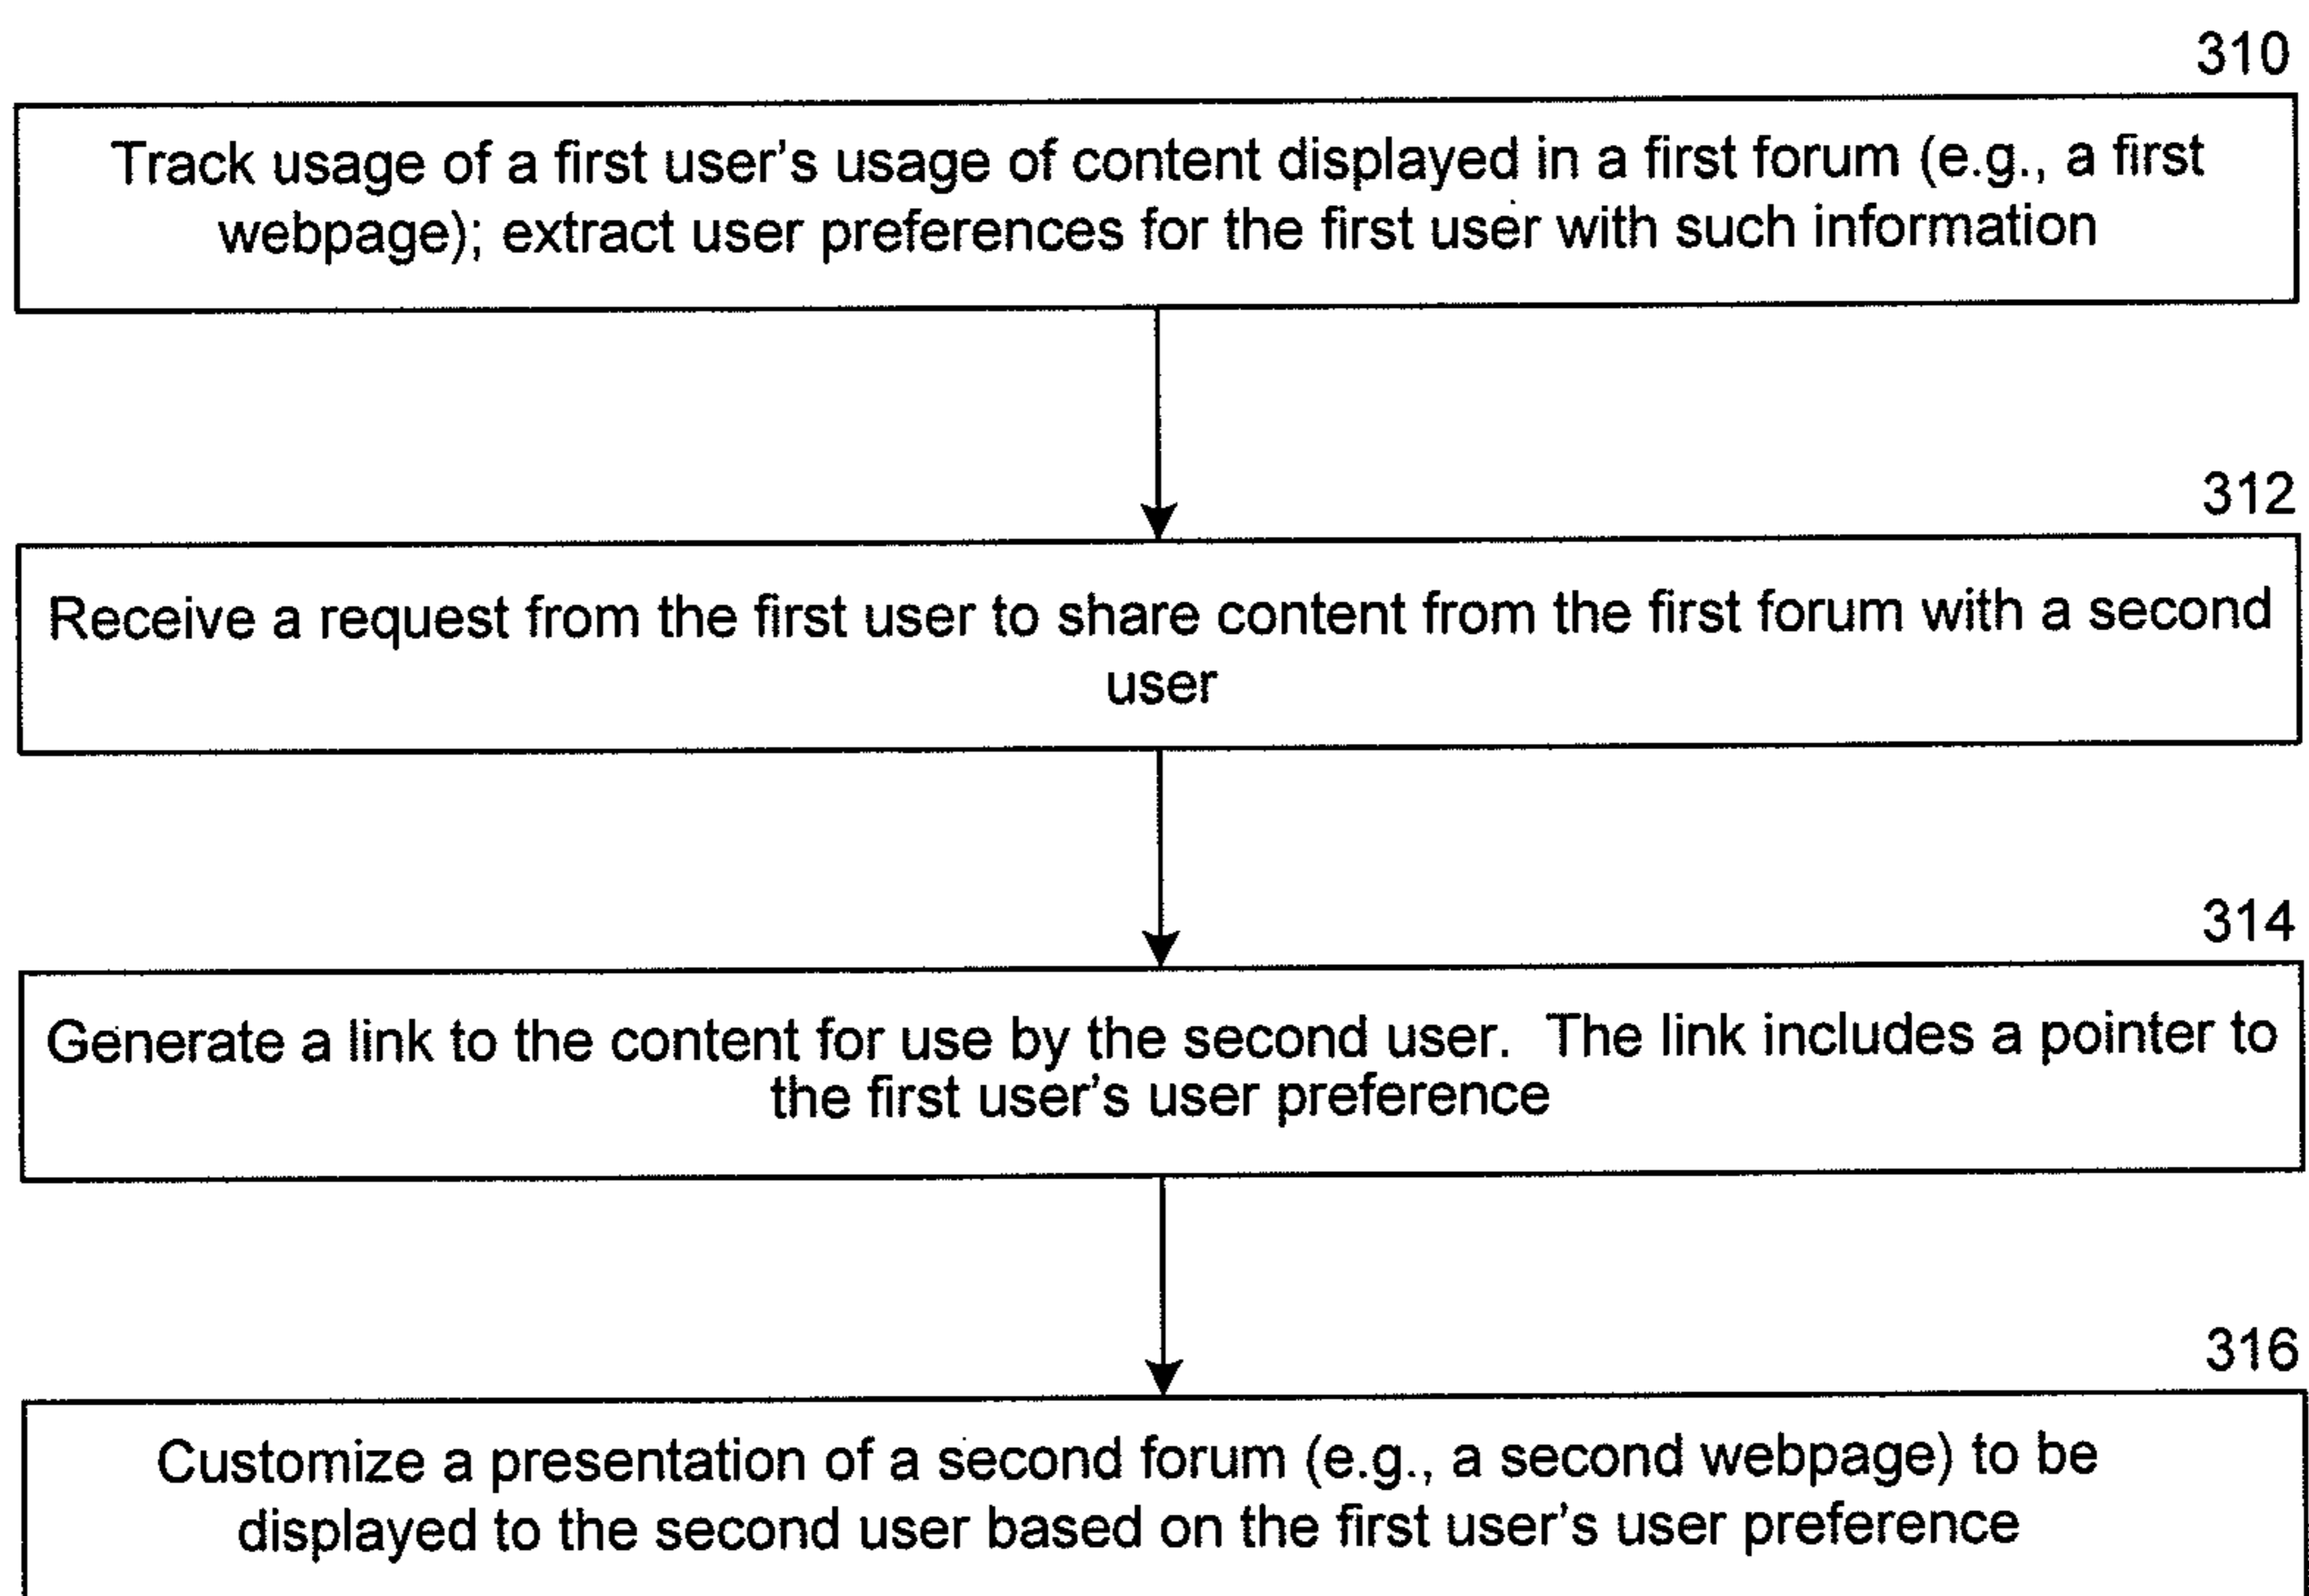 310
Track usage of a first user's usage of content displayed in a first forum (e.g., a first
webpage); extract user preferences for the first user with such information
312
Receive a request from the first user to share content from the first forum with a second
user
314
Generate a link to the content for use by the second user.  The link includes a pointer to
the first user's user preference
316
Customize a presentation of a second forum (e.g., a second webpage) to be
displayed to the second user based on the first user's user preference